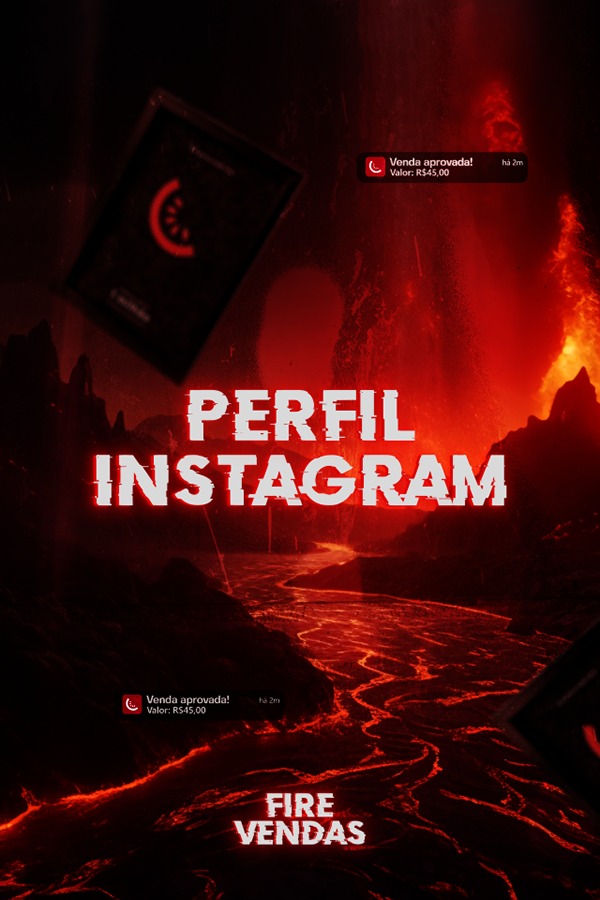 Venda aprovada! há 2m
Valor: R$45,00
PERFIL
INSTAGRAM
Venda aprovada! há 2m
Valor: R$45,00
FIRE
VENDAS